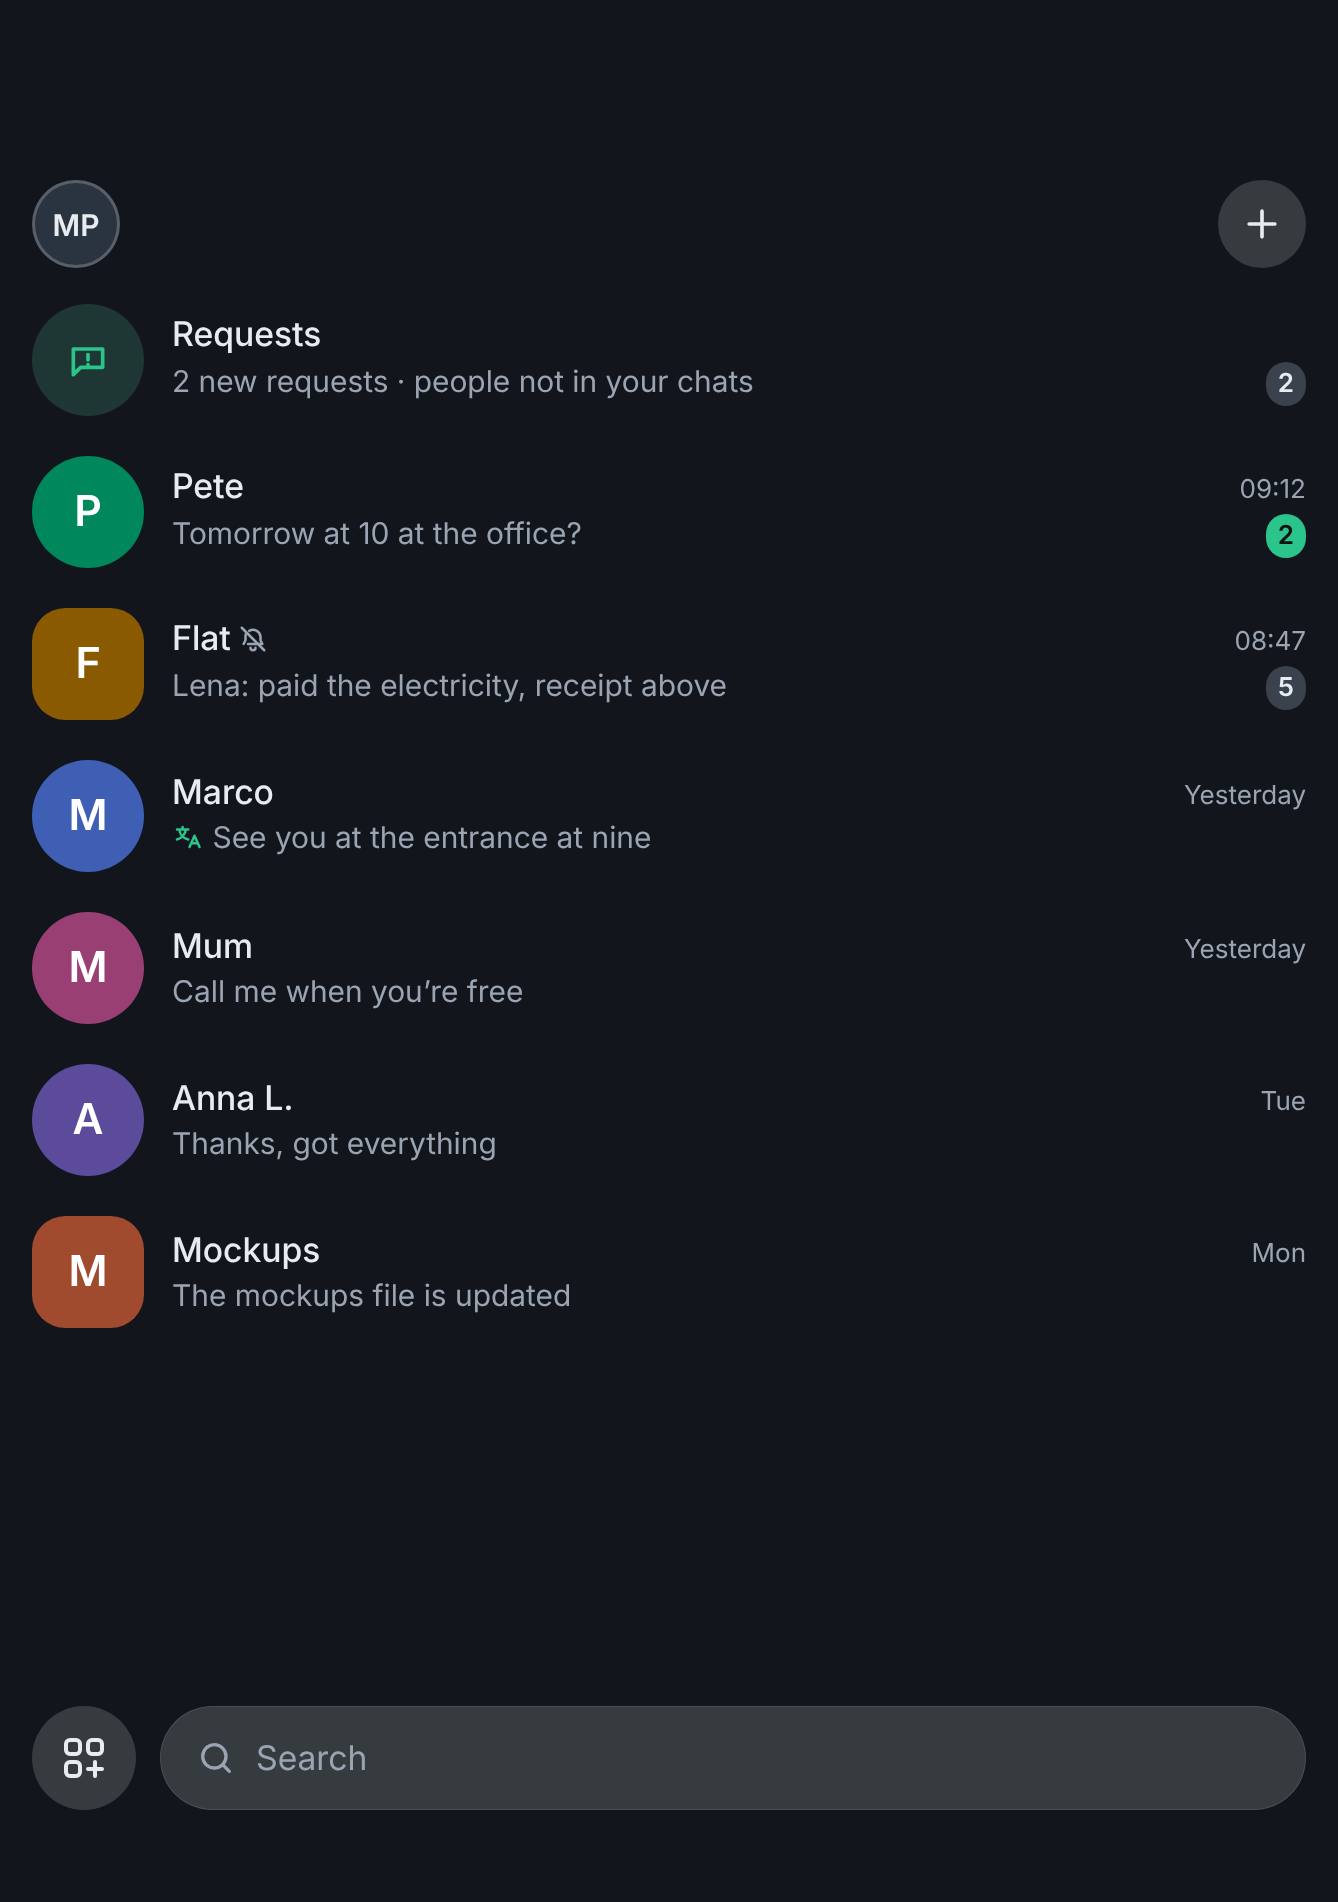 MP
Requests
2 new requests · people not in your chats
2
P
Pete
09:12
Tomorrow at 10 at the office?
2
F
Flat
08:47
Lena: paid the electricity, receipt above
5
M
Marco
Yesterday
See you at the entrance at nine
M
Mum
Yesterday
Call me when you’re free
A
Anna L.
Tue
Thanks, got everything
M
Mockups
Mon
The mockups file is updated
Search